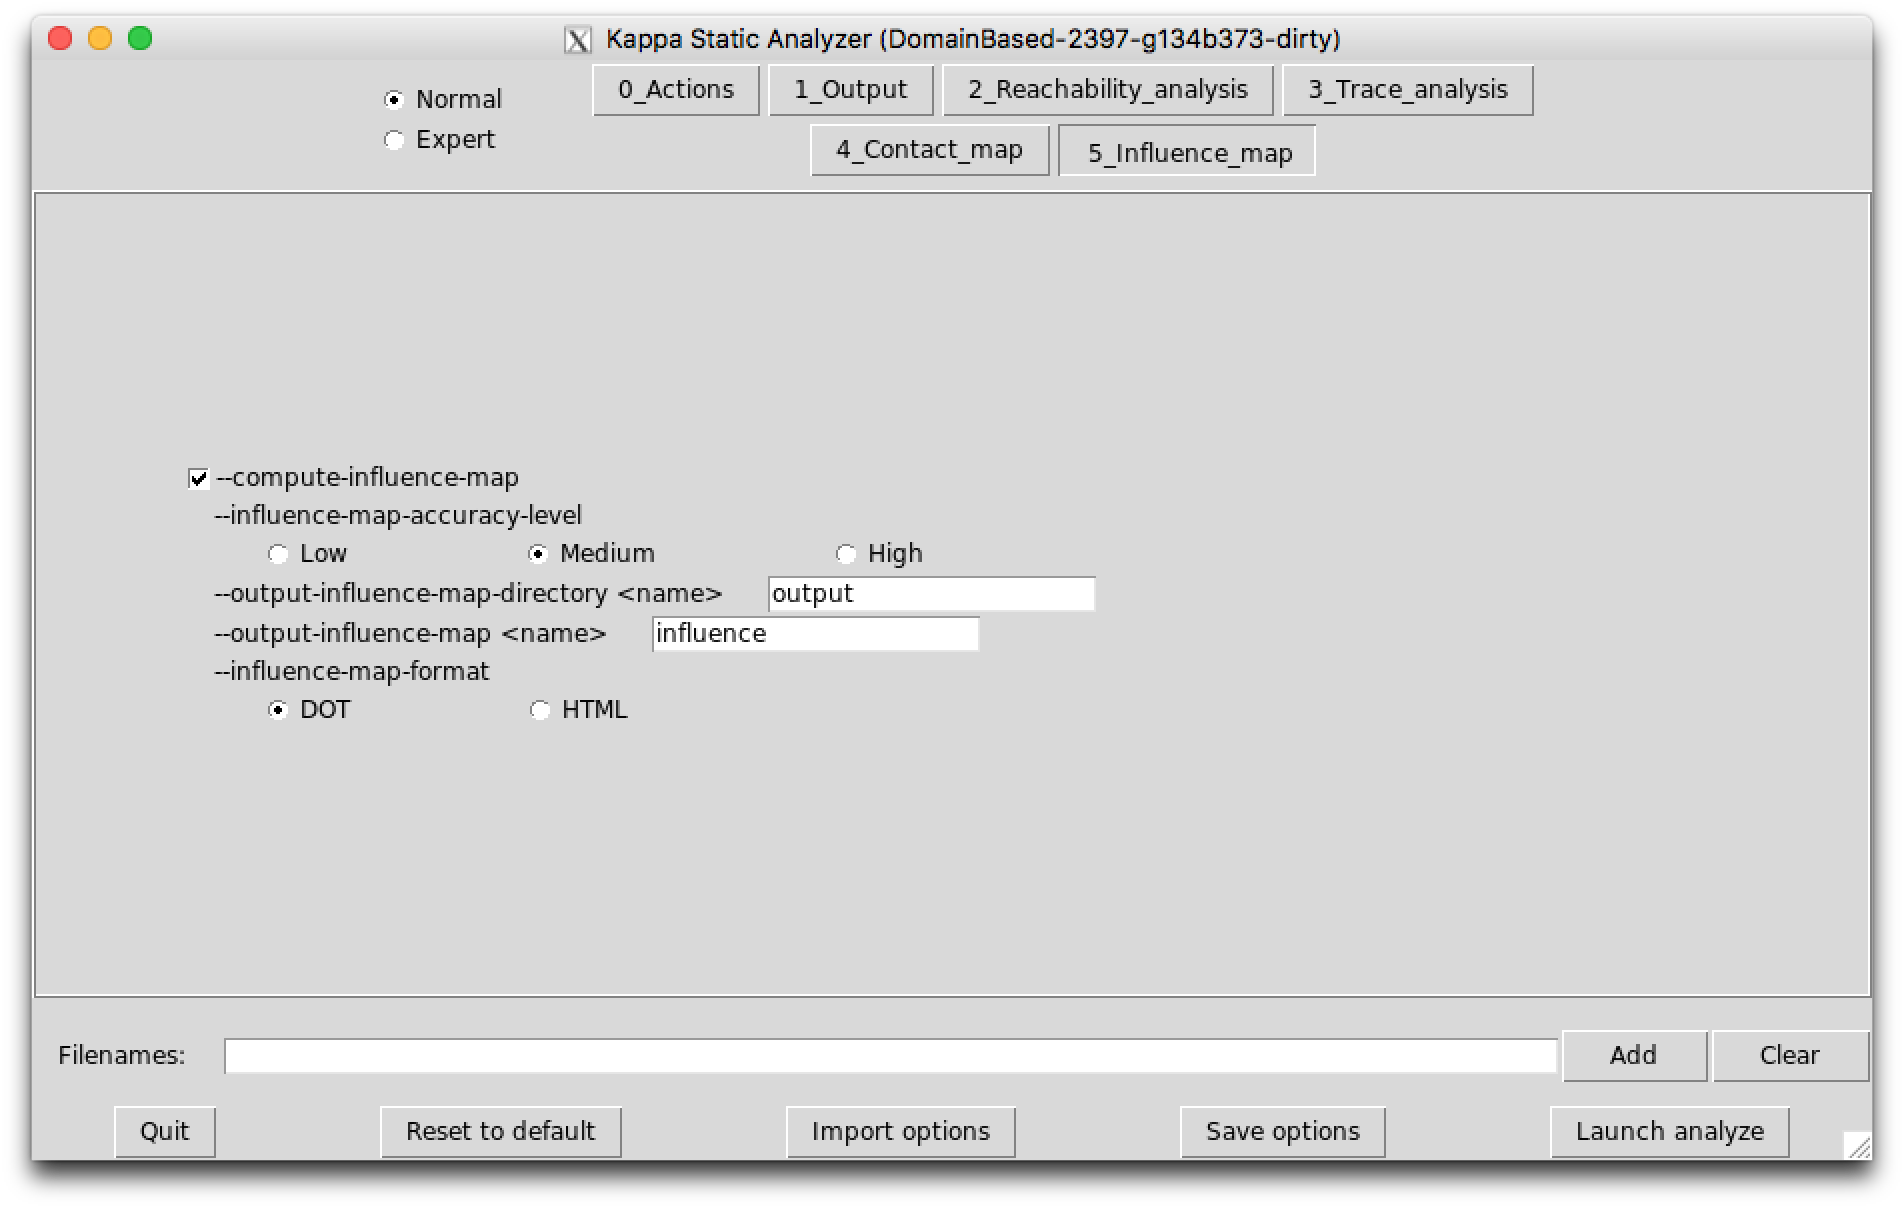 Kappa Static Analyzer (DomainBased-2397-g134b373-dirty)
Normal
Expert
0_Actions 1_Output 2_Reachability_analysis 3_Trace_analysis
4_Contact_map 5_Influence_map
--compute-influence-map
--influence-map-accuracy-level
Low Medium High
--output-influence-map-directory <name> output
--output-influence-map <name> influence
--influence-map-format
DOT HTML
Filenames: Add Clear
Quit Reset to default Import options Save options Launch analyze